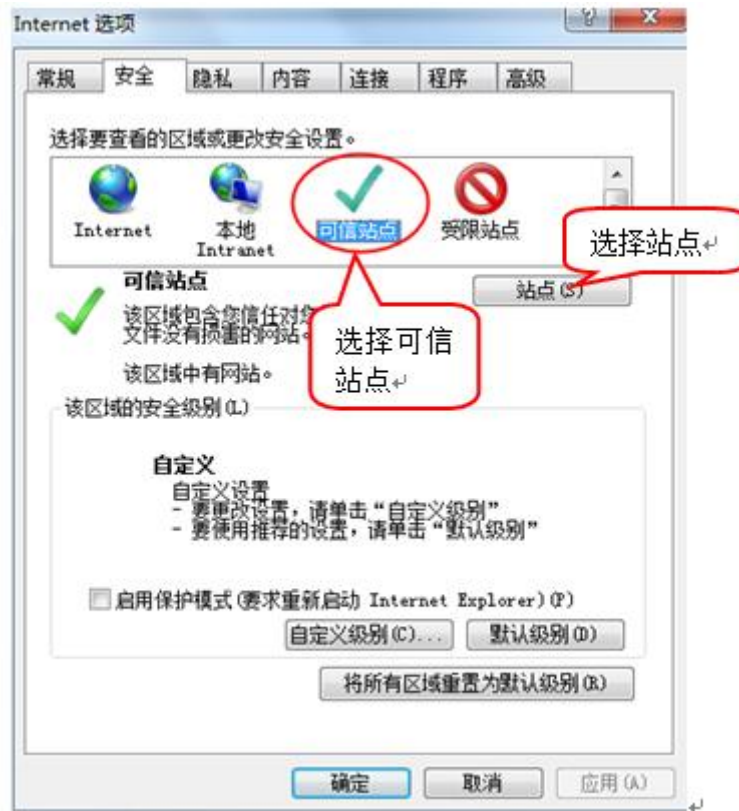 Internet 选项
常规 安全 隐私 内容 连接 程序 高级
选择要查看的区域或更改安全设置。
Internet 本地 Intranet 可信站点 受限站点
选择站点
可信站点
站点(S)
该区域包含您信任对您
文件没有损害的网站。
选择可信
站点
该区域中有网站。
该区域的安全级别(L)
自定义
自定义设置
- 要更改设置，请单击“自定义级别”
- 要使用推荐的设置，请单击“默认级别”
启用保护模式(要求重新启动 Internet Explorer)(P)
自定义级别(C)... 默认级别(D)
将所有区域重置为默认级别(R)
确定 取消 应用(A)